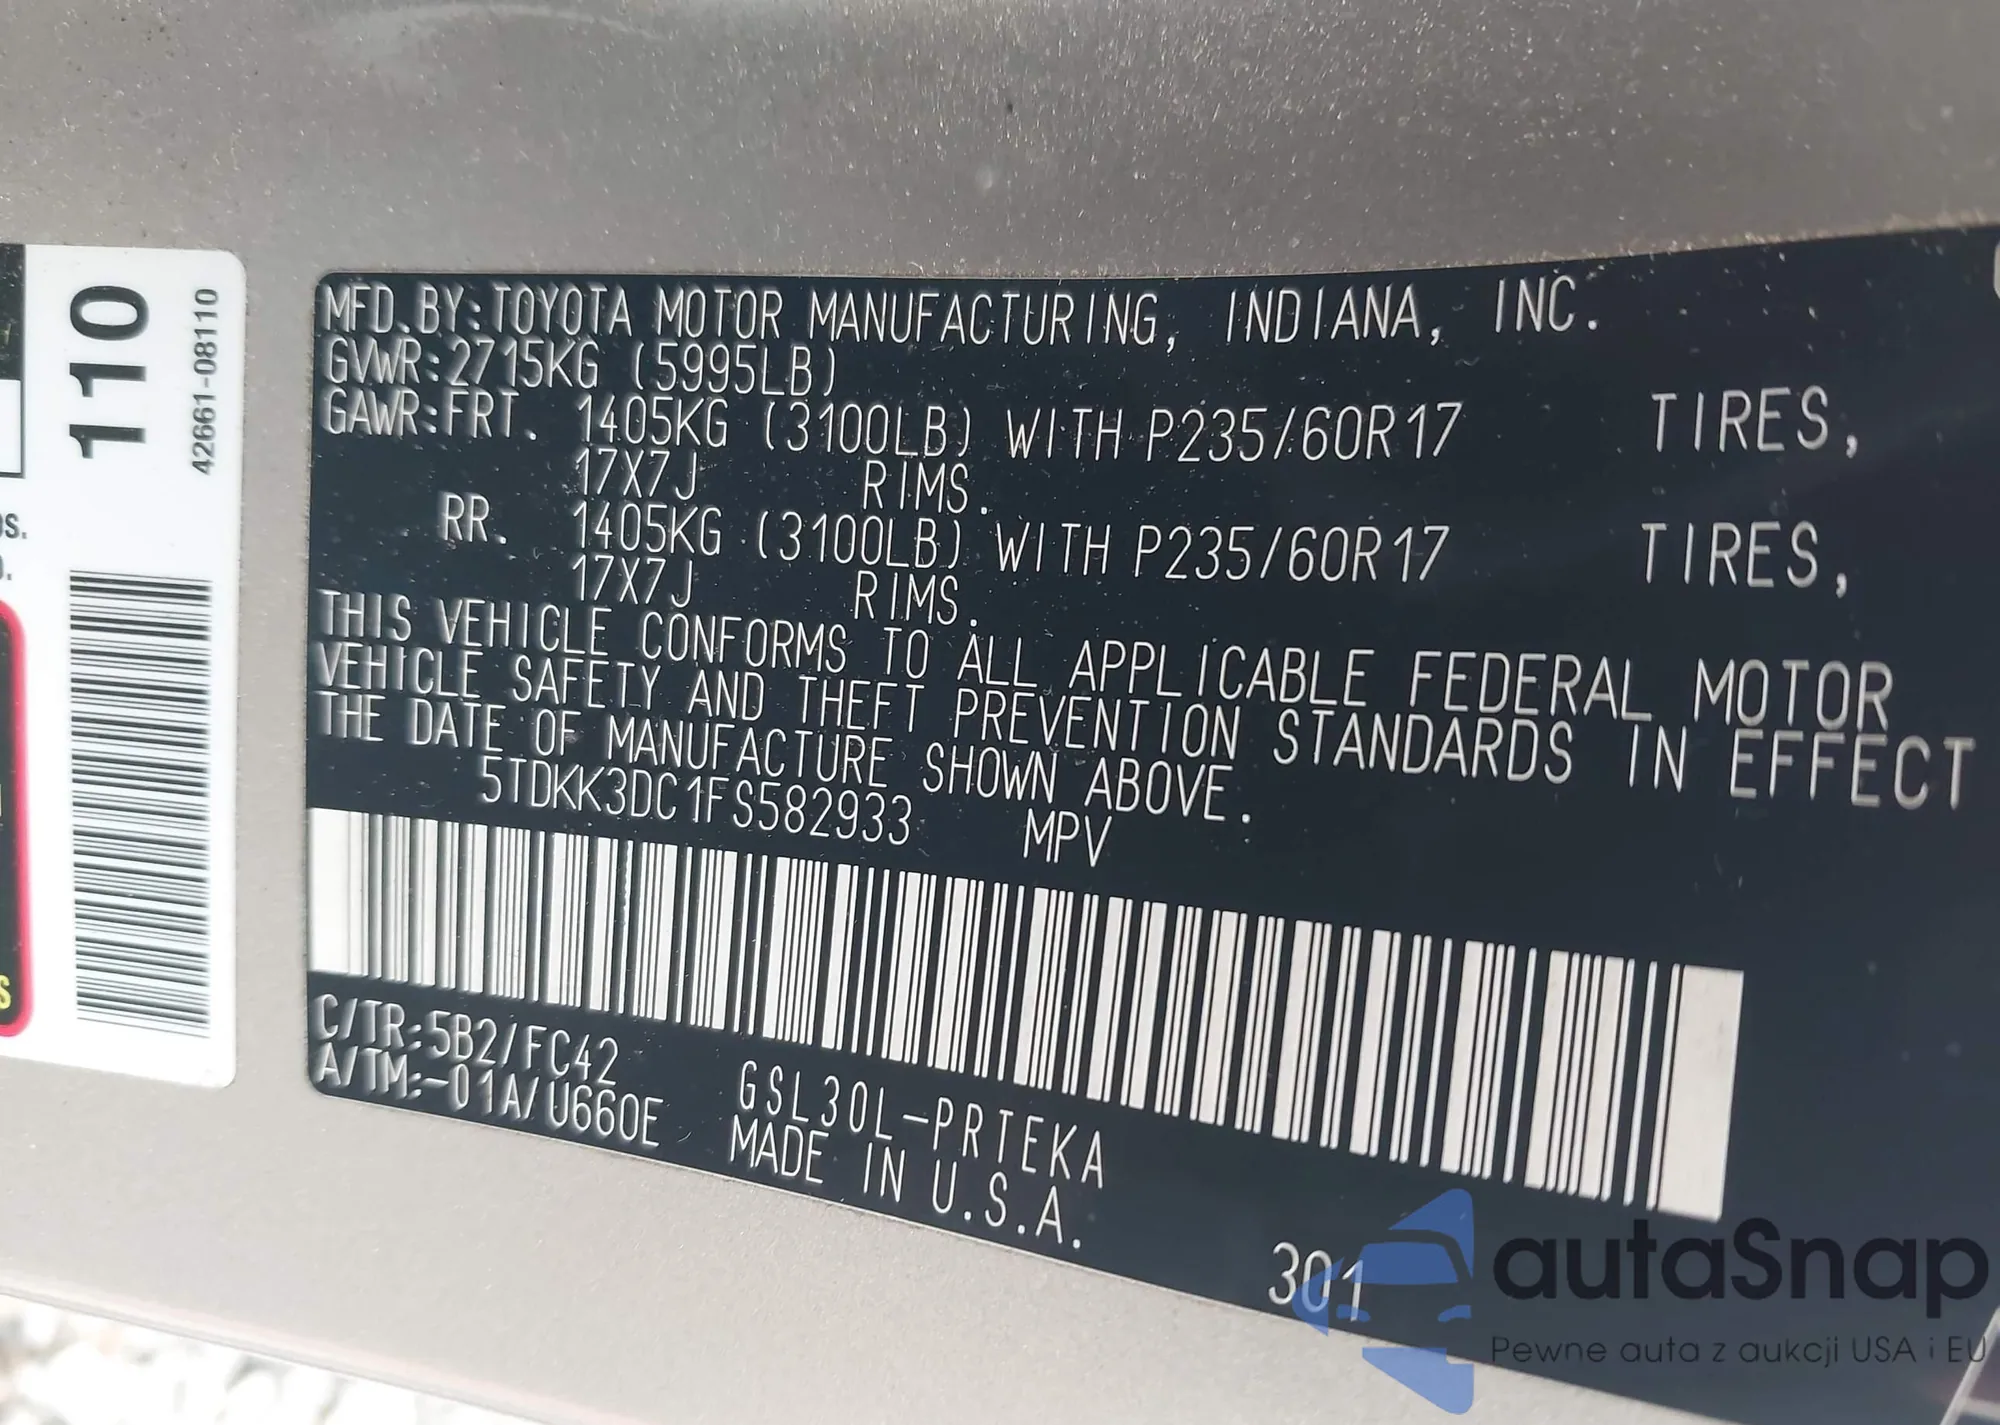 110
42661-08110
MFD.BY:TOYOTA MOTOR MANUFACTURING, INDIANA, INC.
GVWR:2715KG (5995LB)
GAWR:FRT. 1405KG (3100LB) WITH P235/60R17 TIRES,
17X7J RIMS.
RR. 1405KG (3100LB) WITH P235/60R17 TIRES,
17X7J RIMS.
THIS VEHICLE CONFORMS TO ALL APPLICABLE FEDERAL MOTOR
VEHICLE SAFETY AND THEFT PREVENTION STANDARDS IN EFFECT
THE DATE OF MANUFACTURE SHOWN ABOVE.
5TDKK3DC1FS582933 MPV
C/TR:5B2/FC42
A/TM:-01A/U660E
GSL30L-PRTEKA
MADE IN U.S.A.
301
autaSnap
Pewne auta z aukcji USA i EU